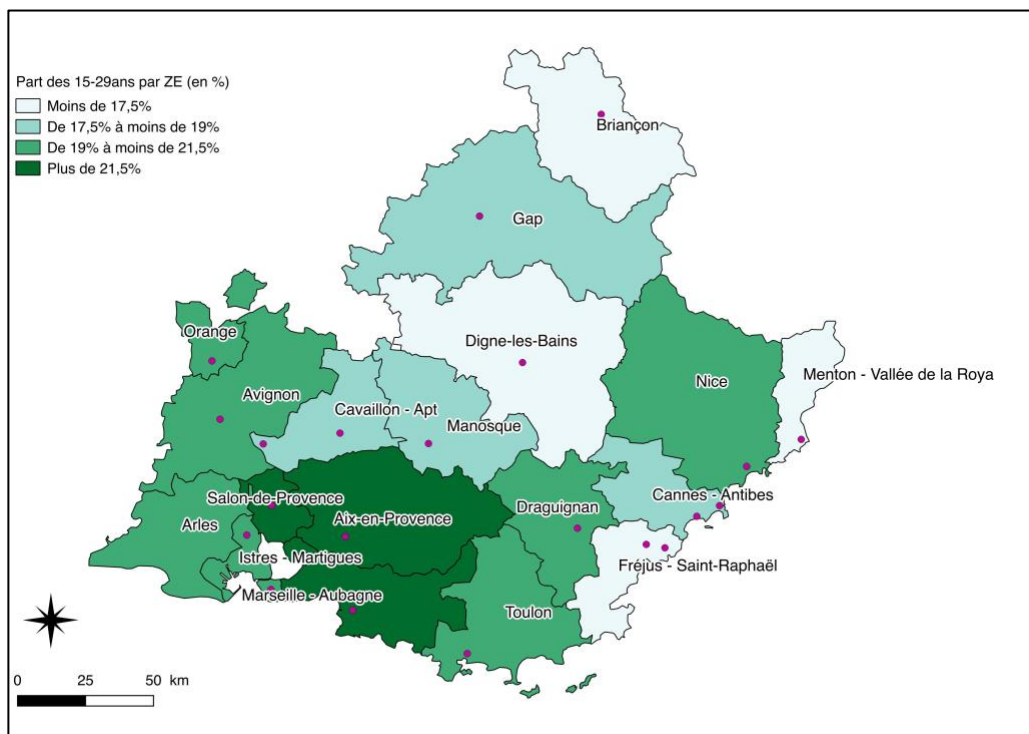 Part des 15-29ans par ZE (en %)
Moins de 17,5%
De 17,5% à moins de 19%
De 19% à moins de 21,5%
Plus de 21,5%
Briançon
Gap
Digne-les-Bains
Orange
Nice
Menton - Vallée de la Roya
Avignon
Cavaillon - Apt
Manosque
Cannes - Antibes
Salon-de-Provence
Draguignan
Aix-en-Provence
Arles
Istres - Martigues
Fréjus - Saint-Raphaël
Marseille - Aubagne
Toulon
0 25 50 km